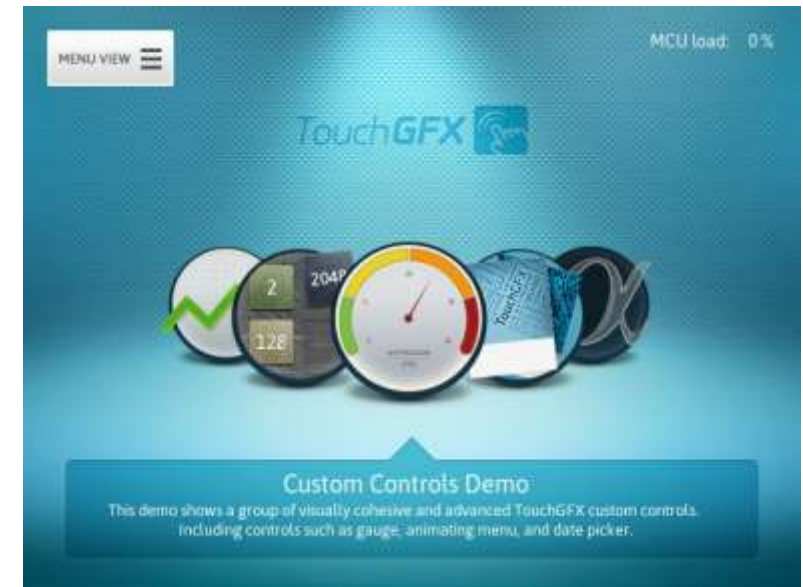 MENU VIEW
MCU load: 0 %
TouchGFX
2
2048
128
TouchGFX
Custom Controls Demo
This demo shows a group of visually cohesive and advanced TouchGFX custom controls.
Including controls such as gauge, animating menu, and date picker.